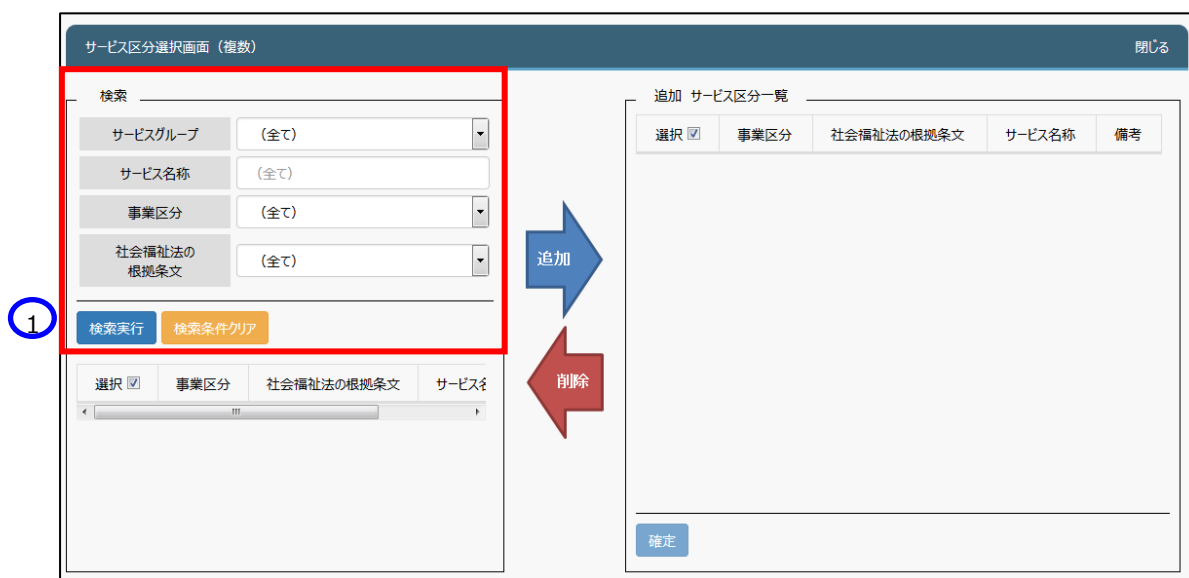 サービス区分選択画面（複数）
閉じる
検索
サービスグループ
（全て）
サービス名称
（全て）
事業区分
（全て）
社会福祉法の
根拠条文
（全て）
1
検索実行
検索条件クリア
選択
事業区分
社会福祉法の根拠条文
サービス名
追加
削除
追加 サービス区分一覧
選択
事業区分
社会福祉法の根拠条文
サービス名称
備考
確定